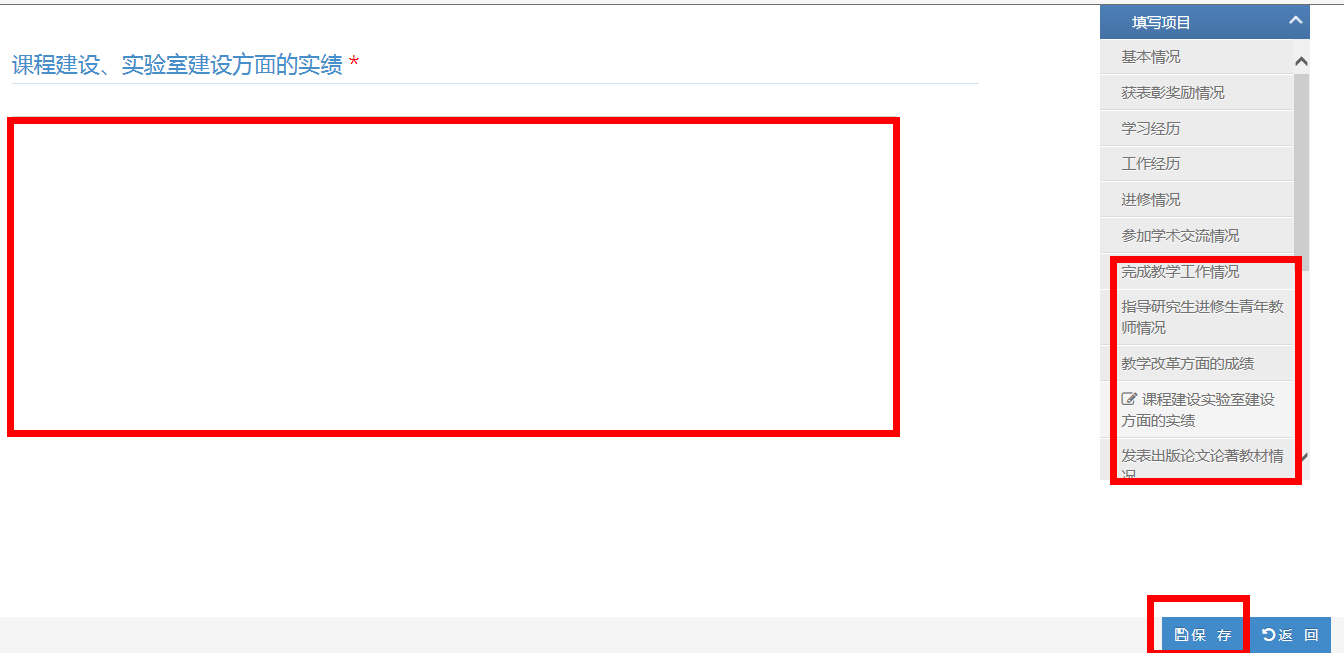 填写项目
课程建设、实验室建设方面的实绩 *
基本情况
获表彰奖励情况
学习经历
工作经历
进修情况
参加学术交流情况
完成教学工作情况
指导研究生进修生青年教
师情况
教学改革方面的成绩
课程建设实验室建设
方面的实绩
发表出版论文论著教材情
况
保 存
返 回